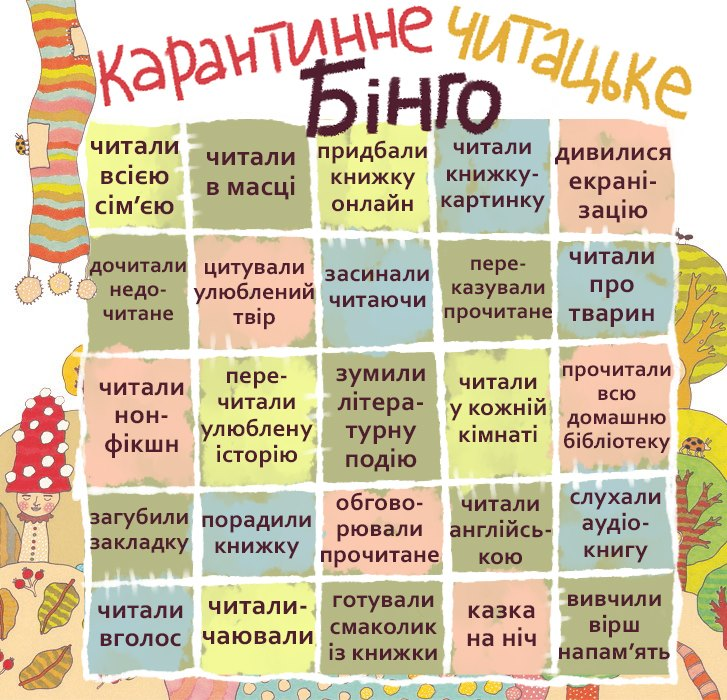 Карантинне читацьке
Бінго
читали
всією
сім’єю
читали
в масці
придбали
книжку
онлайн
читали
книжку-
картинку
дивилися
екрані-
зацію
дочитали
недо-
читане
цитували
улюблений
твір
засинали
читаючи
пере-
казували
прочитане
читали
про
тварин
читали
нон-
фікшн
пере-
читали
улюблену
історію
зумили
літера-
турну
подію
читали
у кожній
кімнаті
прочитали
всю
домашню
бібліотеку
загубили
закладку
порадили
книжку
обгово-
рювали
прочитане
читали
англійсь-
кою
слухали
аудіо-
книгу
читали
вголос
читали-
чаювали
готували
смаколик
із книжки
казка
на ніч
вивчили
вірш
напам’ять